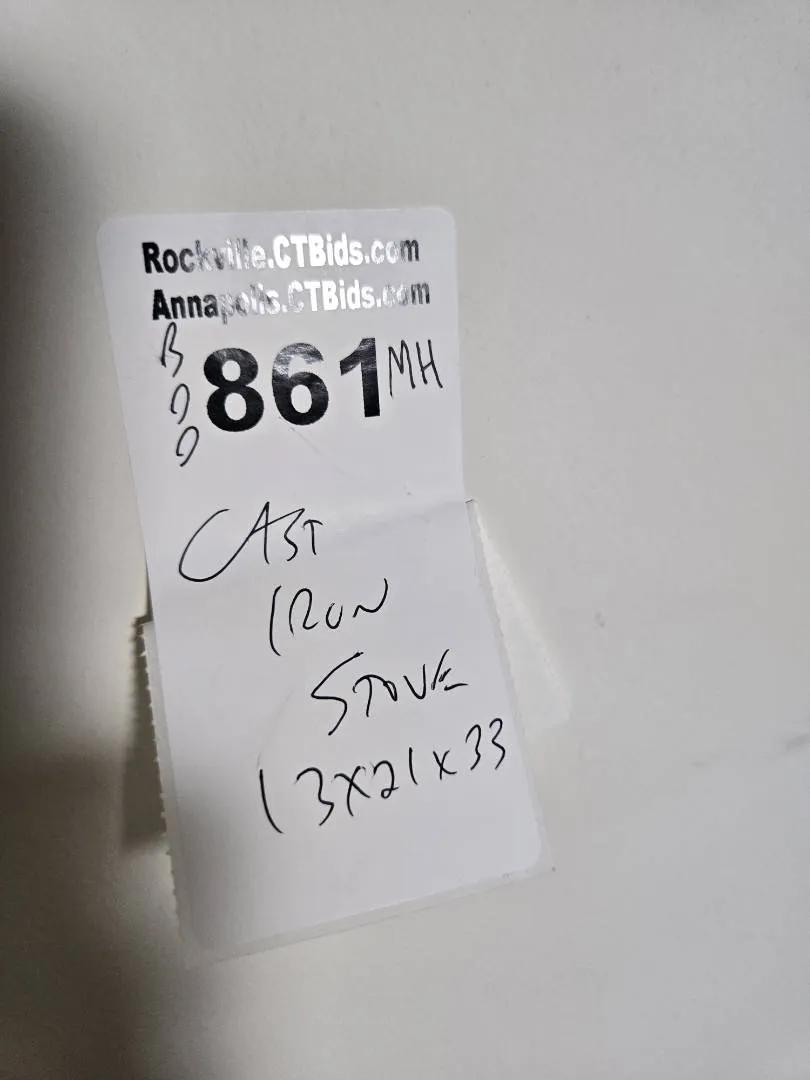 Rockville.CTBids.com
Annapolis.CTBids.com
861 MH
CAST
IRON
STOVE
13x21x33